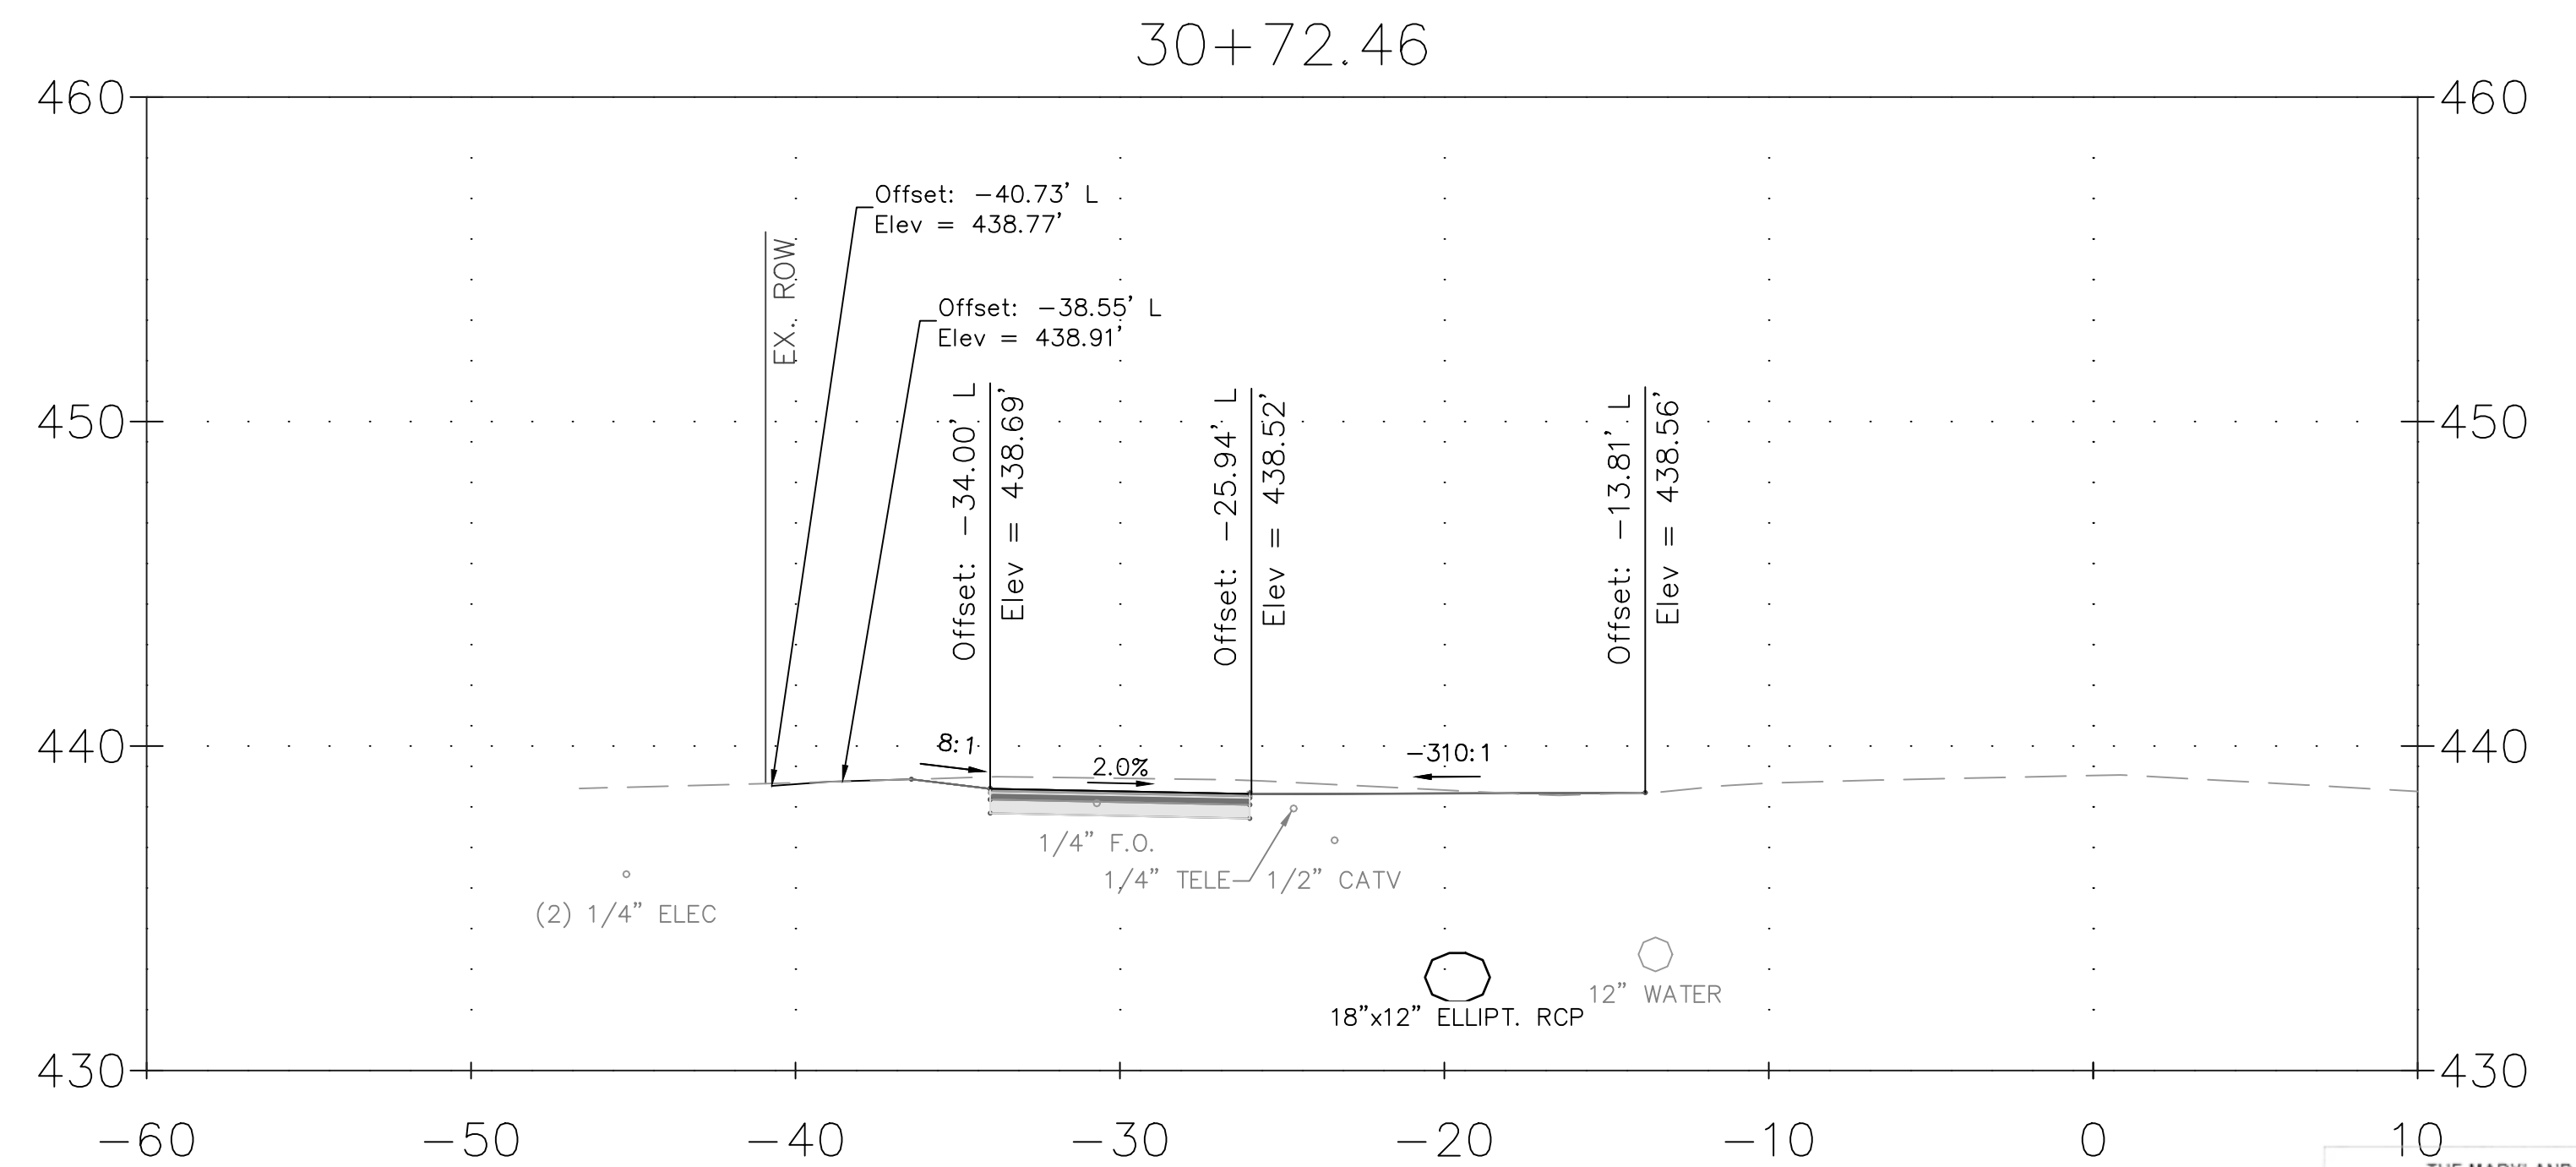 30+72.46
460
460
Offset: -40.73' L
Elev = 438.77'
EX. ROW
Offset: -38.55' L
Elev = 438.91'
Offset: -34.00' L
Elev = 438.69'
Offset: -25.94' L
Elev = 438.52'
Offset: -13.81' L
Elev = 438.56'
450
450
440
440
8:1
2.0%
-310:1
1/4" F.O.
1/4" TELE
1/2" CATV
(2) 1/4" ELEC
12" WATER
18"x12" ELLIPT. RCP
430
430
-60 -50 -40 -30 -20 -10 0 10